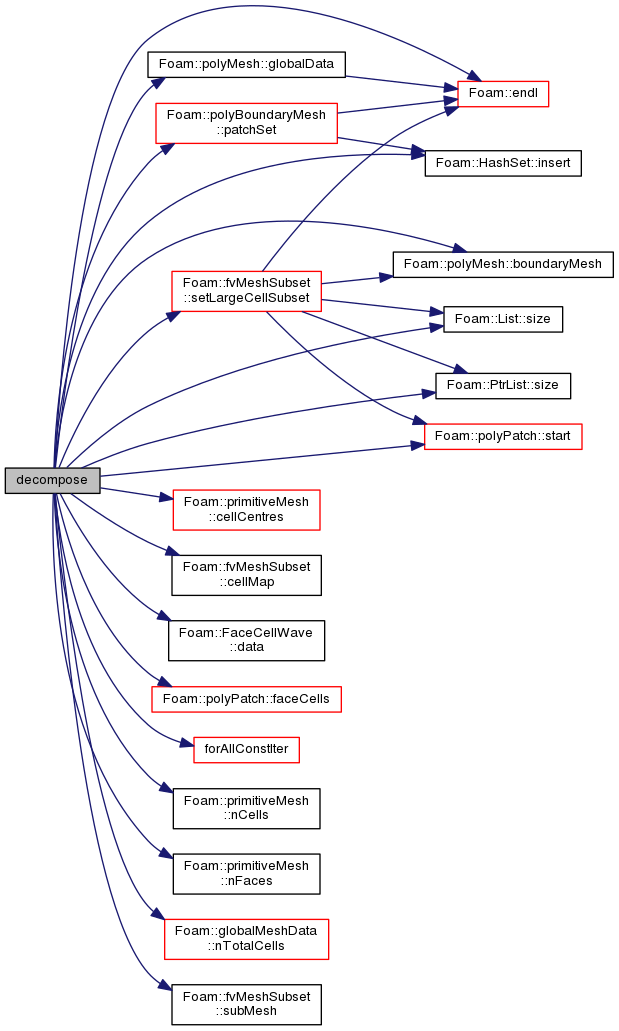 Foam::polyMesh::globalData
Foam::endl
Foam::polyBoundaryMesh
::patchSet
Foam::HashSet::insert
Foam::fvMeshSubset
::setLargeCellSubset
Foam::polyMesh::boundaryMesh
Foam::List::size
Foam::PtrList::size
Foam::polyPatch::start
decompose
Foam::primitiveMesh
::cellCentres
Foam::fvMeshSubset
::cellMap
Foam::FaceCellWave
::data
Foam::polyPatch::faceCells
forAllConstIter
Foam::primitiveMesh
::nCells
Foam::primitiveMesh
::nFaces
Foam::globalMeshData
::nTotalCells
Foam::fvMeshSubset
::subMesh